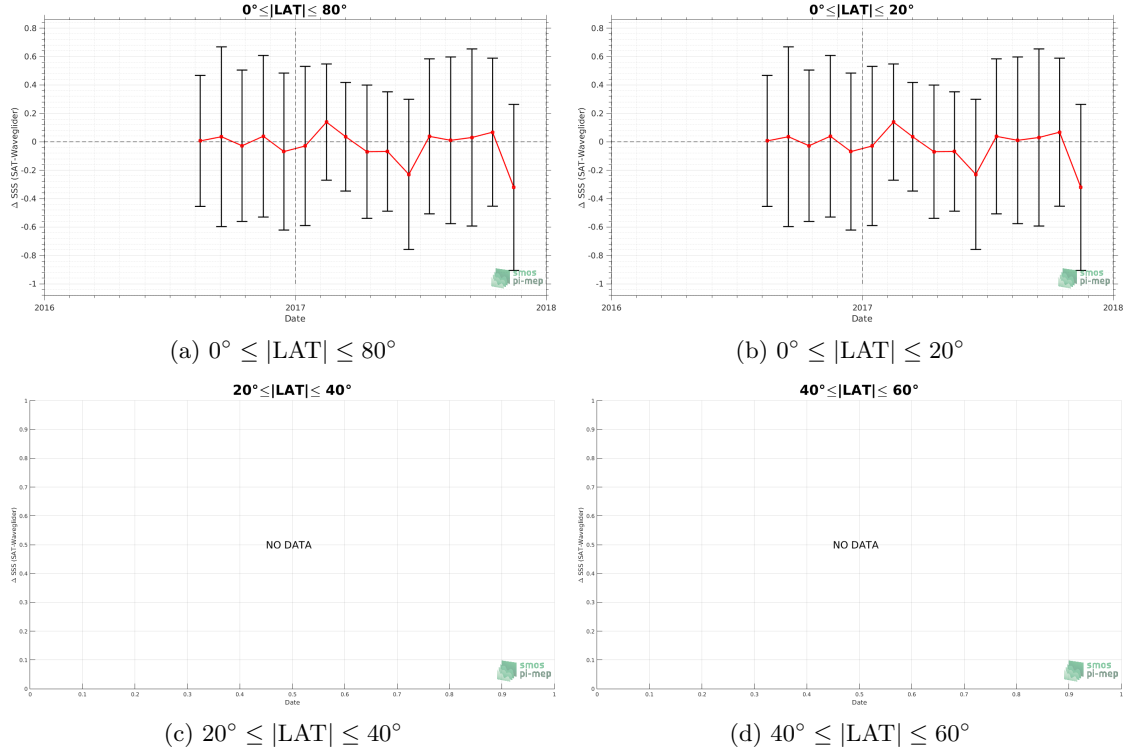 0°≤|LAT|≤ 80°
0.8
0.6
0.4
0.2
0
-0.2
-0.4
-0.6
-0.8
-1
Δ SSS (SAT-Waveglider)
smos
pi-mep
2016
2017
2018
Date
(a) 0° ≤ |LAT| ≤ 80°
0°≤|LAT|≤ 20°
0.8
0.6
0.4
0.2
0
-0.2
-0.4
-0.6
-0.8
-1
Δ SSS (SAT-Waveglider)
smos
pi-mep
2016
2017
2018
Date
(b) 0° ≤ |LAT| ≤ 20°
20°≤|LAT|≤ 40°
1
0.9
0.8
0.7
0.6
0.5
0.4
0.3
0.2
0.1
0
Δ SSS (SAT-Waveglider)
NO DATA
smos
pi-mep
0 0.1 0.2 0.3 0.4 0.5 0.6 0.7 0.8 0.9 1
Date
(c) 20° ≤ |LAT| ≤ 40°
40°≤|LAT|≤ 60°
1
0.9
0.8
0.7
0.6
0.5
0.4
0.3
0.2
0.1
0
Δ SSS (SAT-Waveglider)
NO DATA
smos
pi-mep
0 0.1 0.2 0.3 0.4 0.5 0.6 0.7 0.8 0.9 1
Date
(d) 40° ≤ |LAT| ≤ 60°